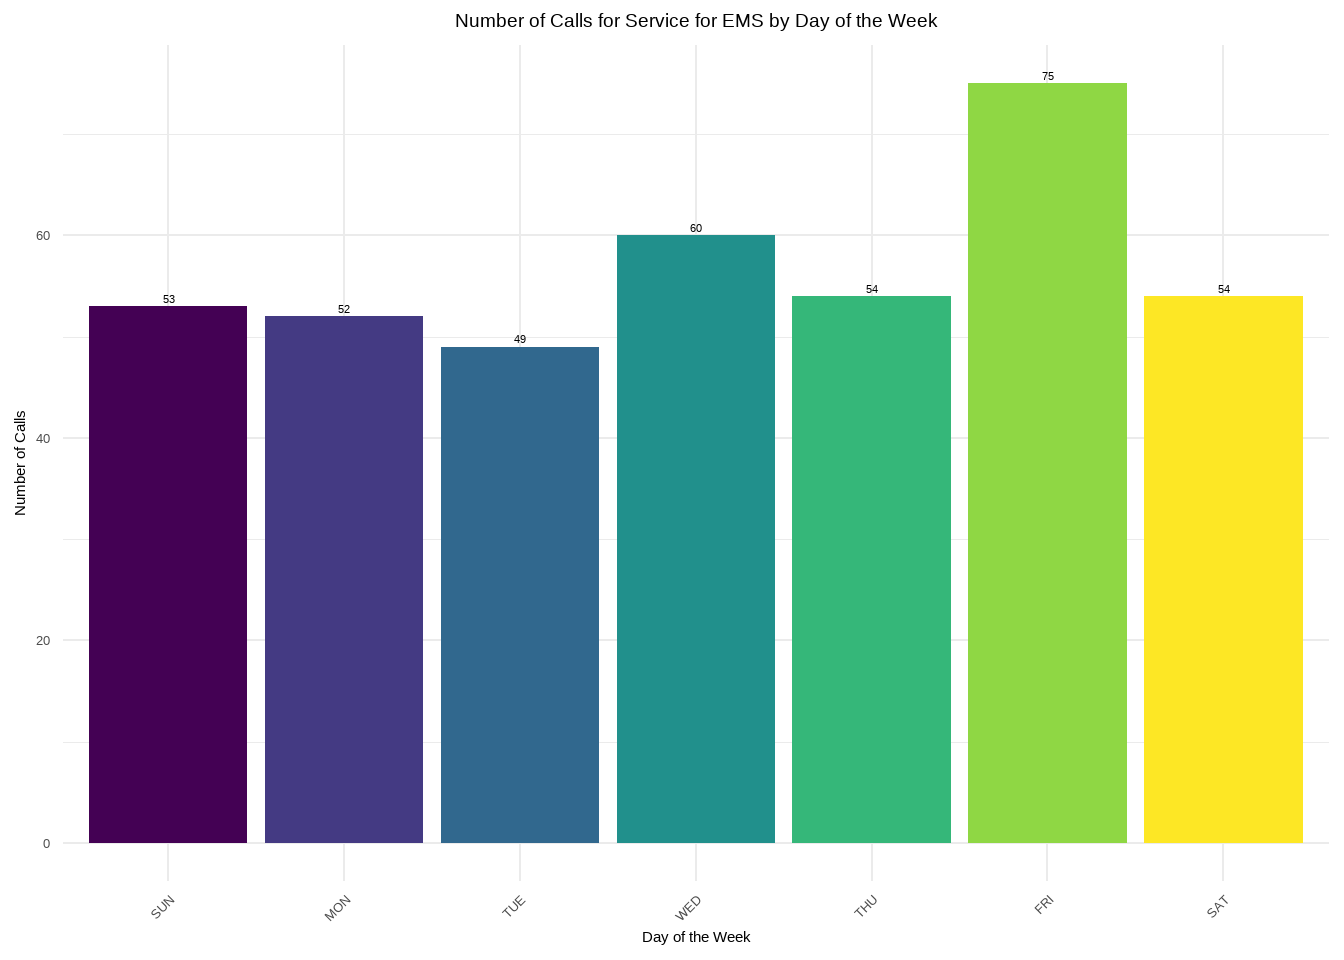 Number of Calls for Service for EMS by Day of the Week
75
60
60
54
54
53
52
49
40
20
0
Number of Calls
SUN
MON
TUE
WED
THU
FRI
SAT
Day of the Week